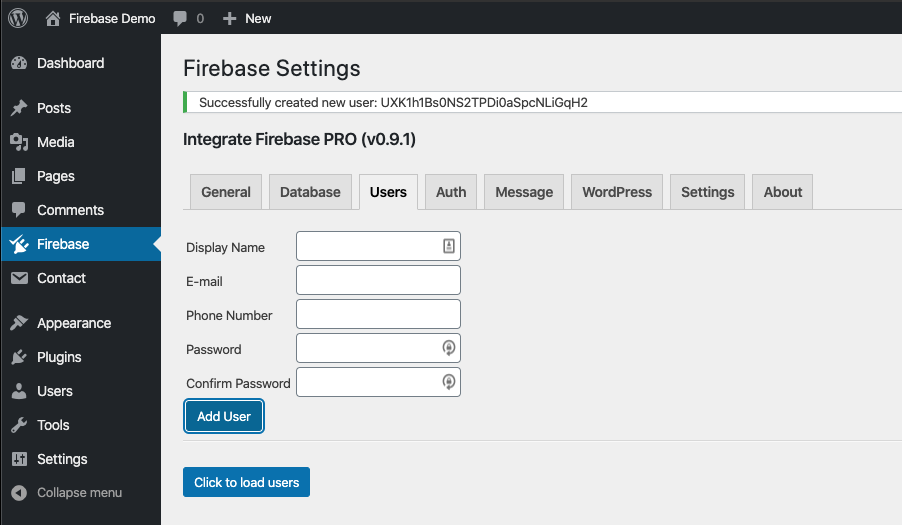 Firebase Demo 0 New
Dashboard
Posts
Media
Pages
Comments
Firebase
Contact
Appearance
Plugins
Users
Tools
Settings
Collapse menu
Firebase Settings
Successfully created new user: UXK1h1Bs0NS2TPDi0aSpcNLiGqH2
Integrate Firebase PRO (v0.9.1)
General Database Users Auth Message WordPress Settings About
Display Name
E-mail
Phone Number
Password
Confirm Password
Add User
Click to load users